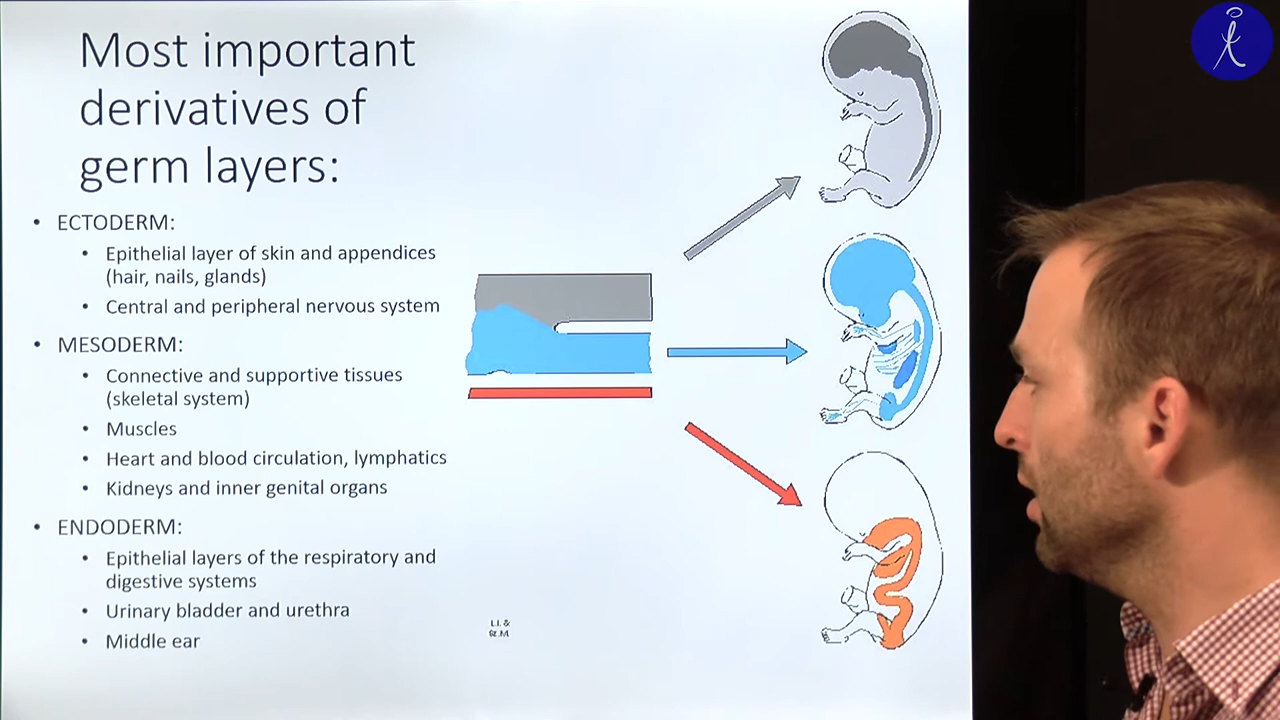 Most important
derivatives of
germ layers:
• ECTODERM:
• Epithelial layer of skin and appendices
(hair, nails, glands)
• Central and peripheral nervous system
• MESODERM:
• Connective and supportive tissues
(skeletal system)
• Muscles
• Heart and blood circulation, lymphatics
• Kidneys and inner genital organs
• ENDODERM:
• Epithelial layers of the respiratory and
digestive systems
• Urinary bladder and urethra
• Middle ear